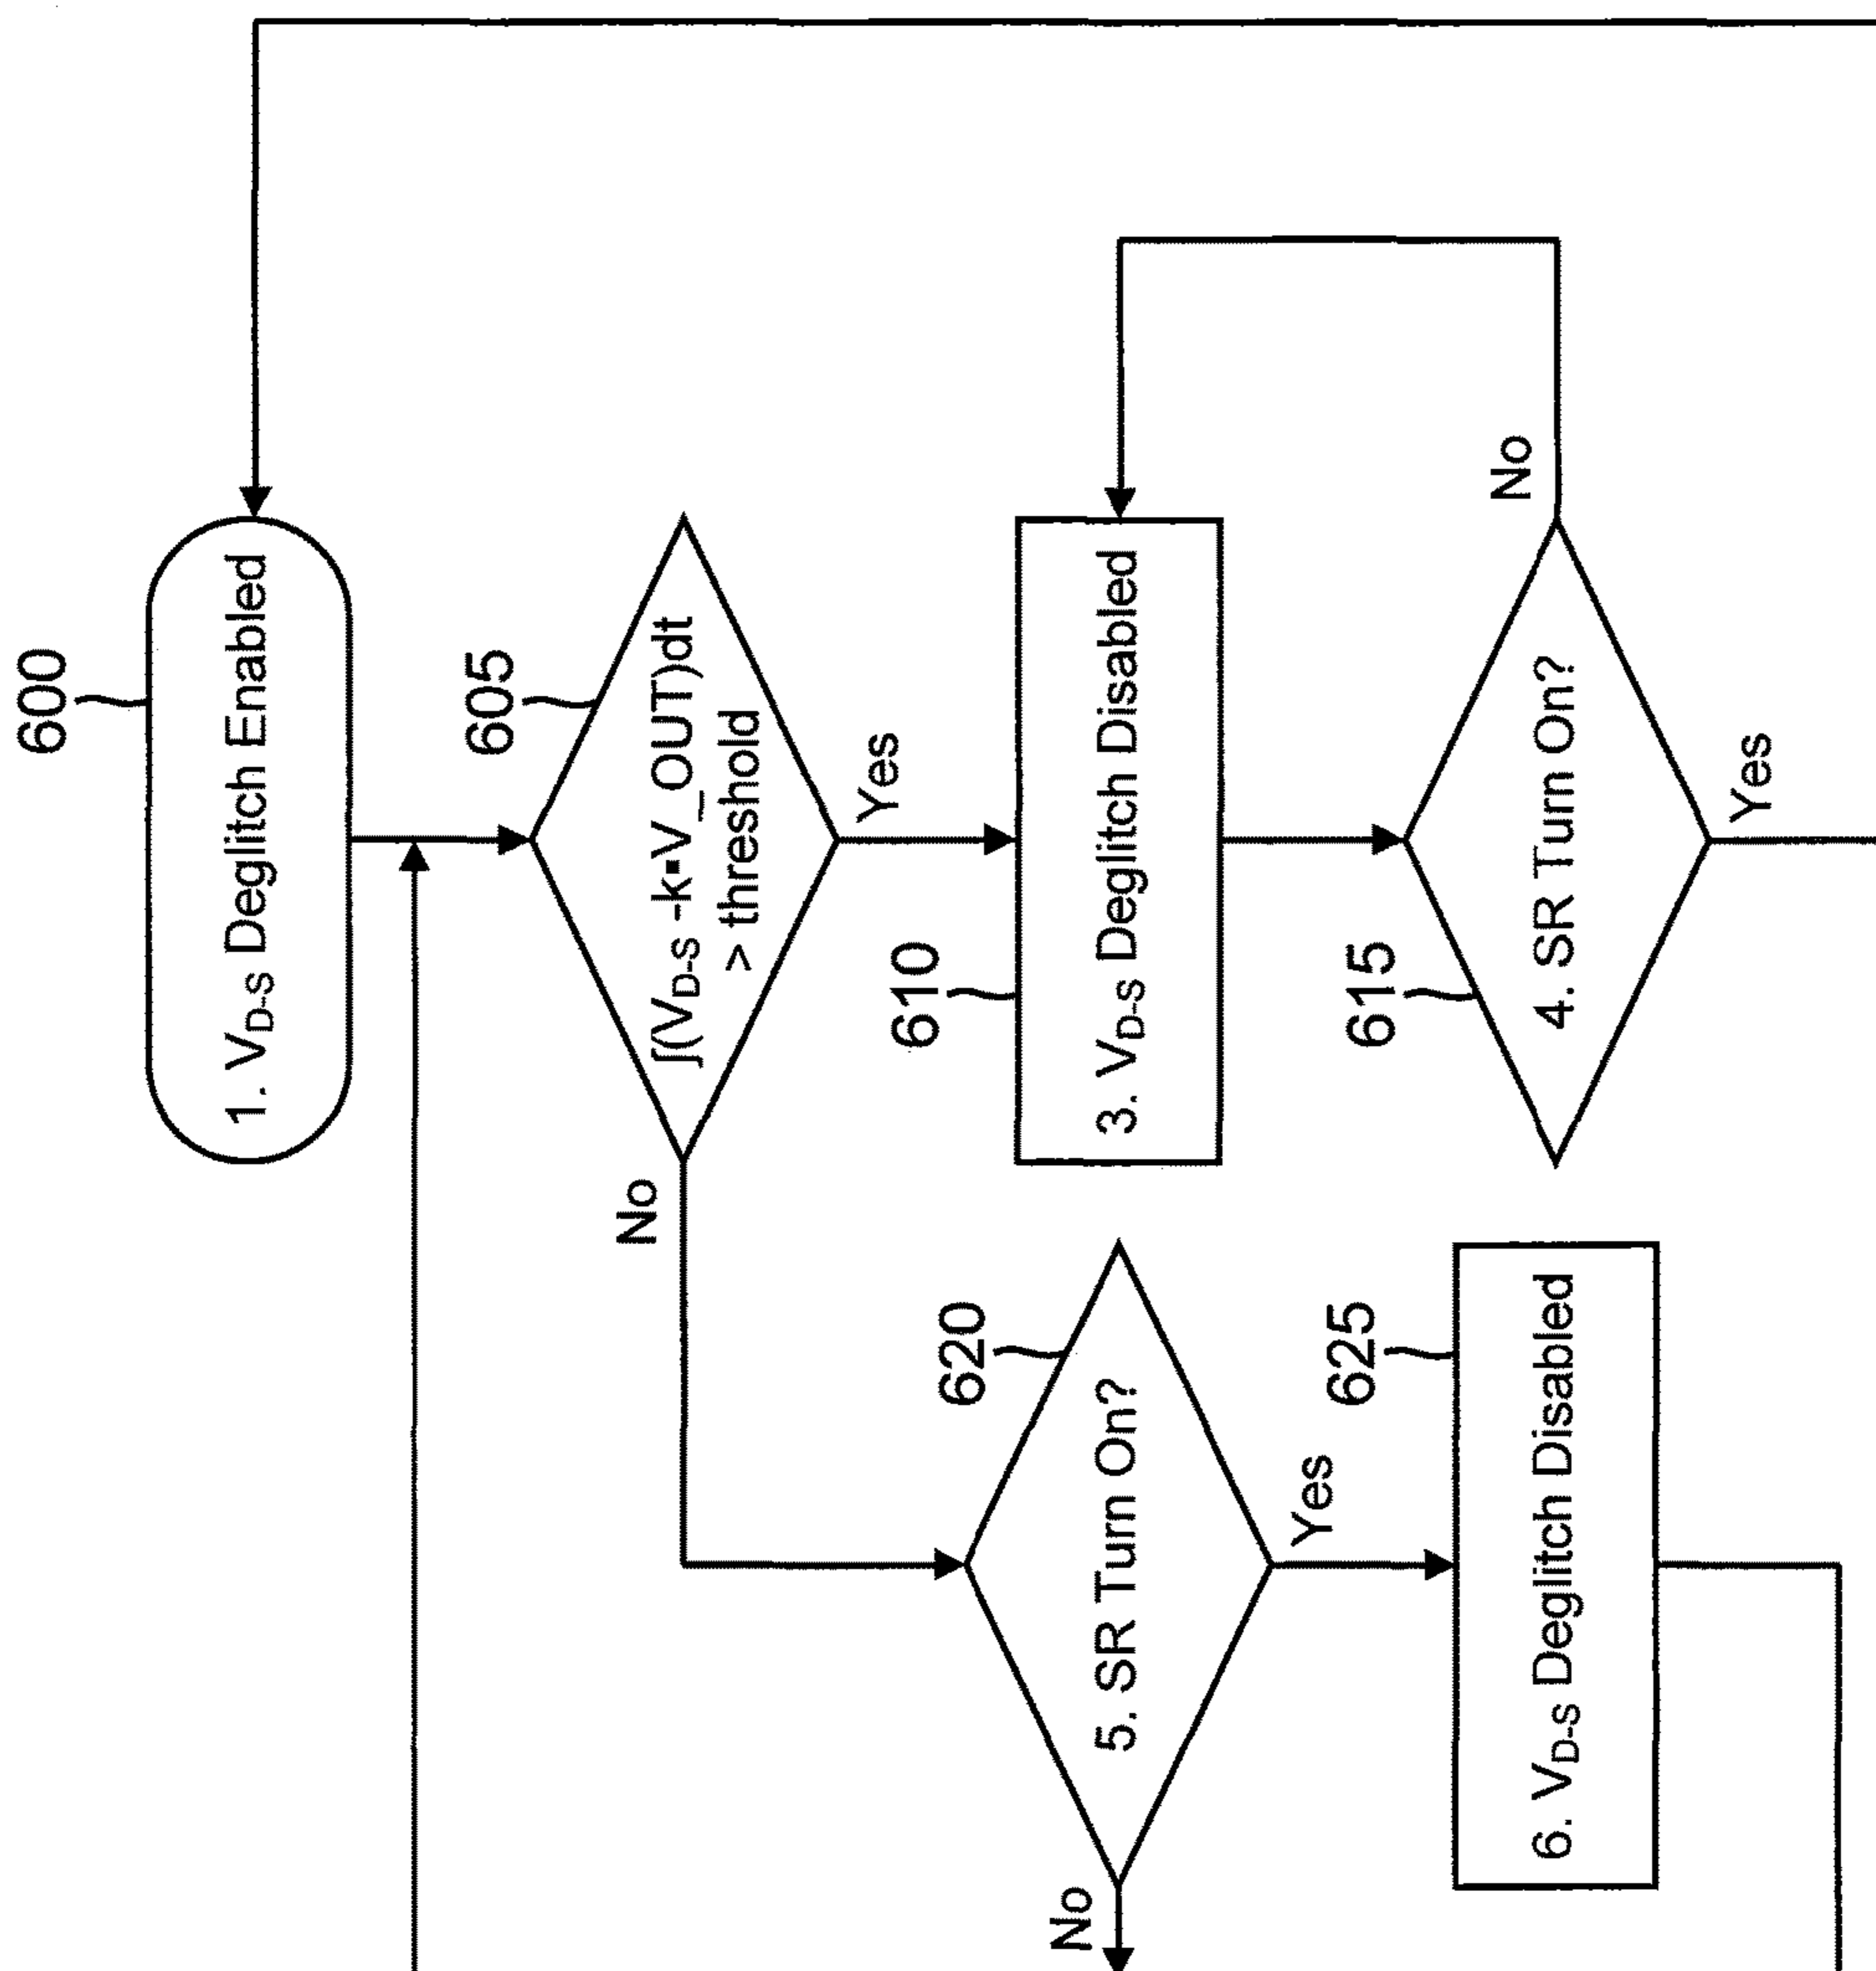 600
1. VD-S Deglitch Enabled
605
∫(VD-S -k▪V_OUT)dt
> threshold
No
Yes
610
3. VD-S Deglitch Disabled
615
4. SR Turn On?
No
Yes
620
5. SR Turn On?
No
Yes
625
6. VD-S Deglitch Disabled